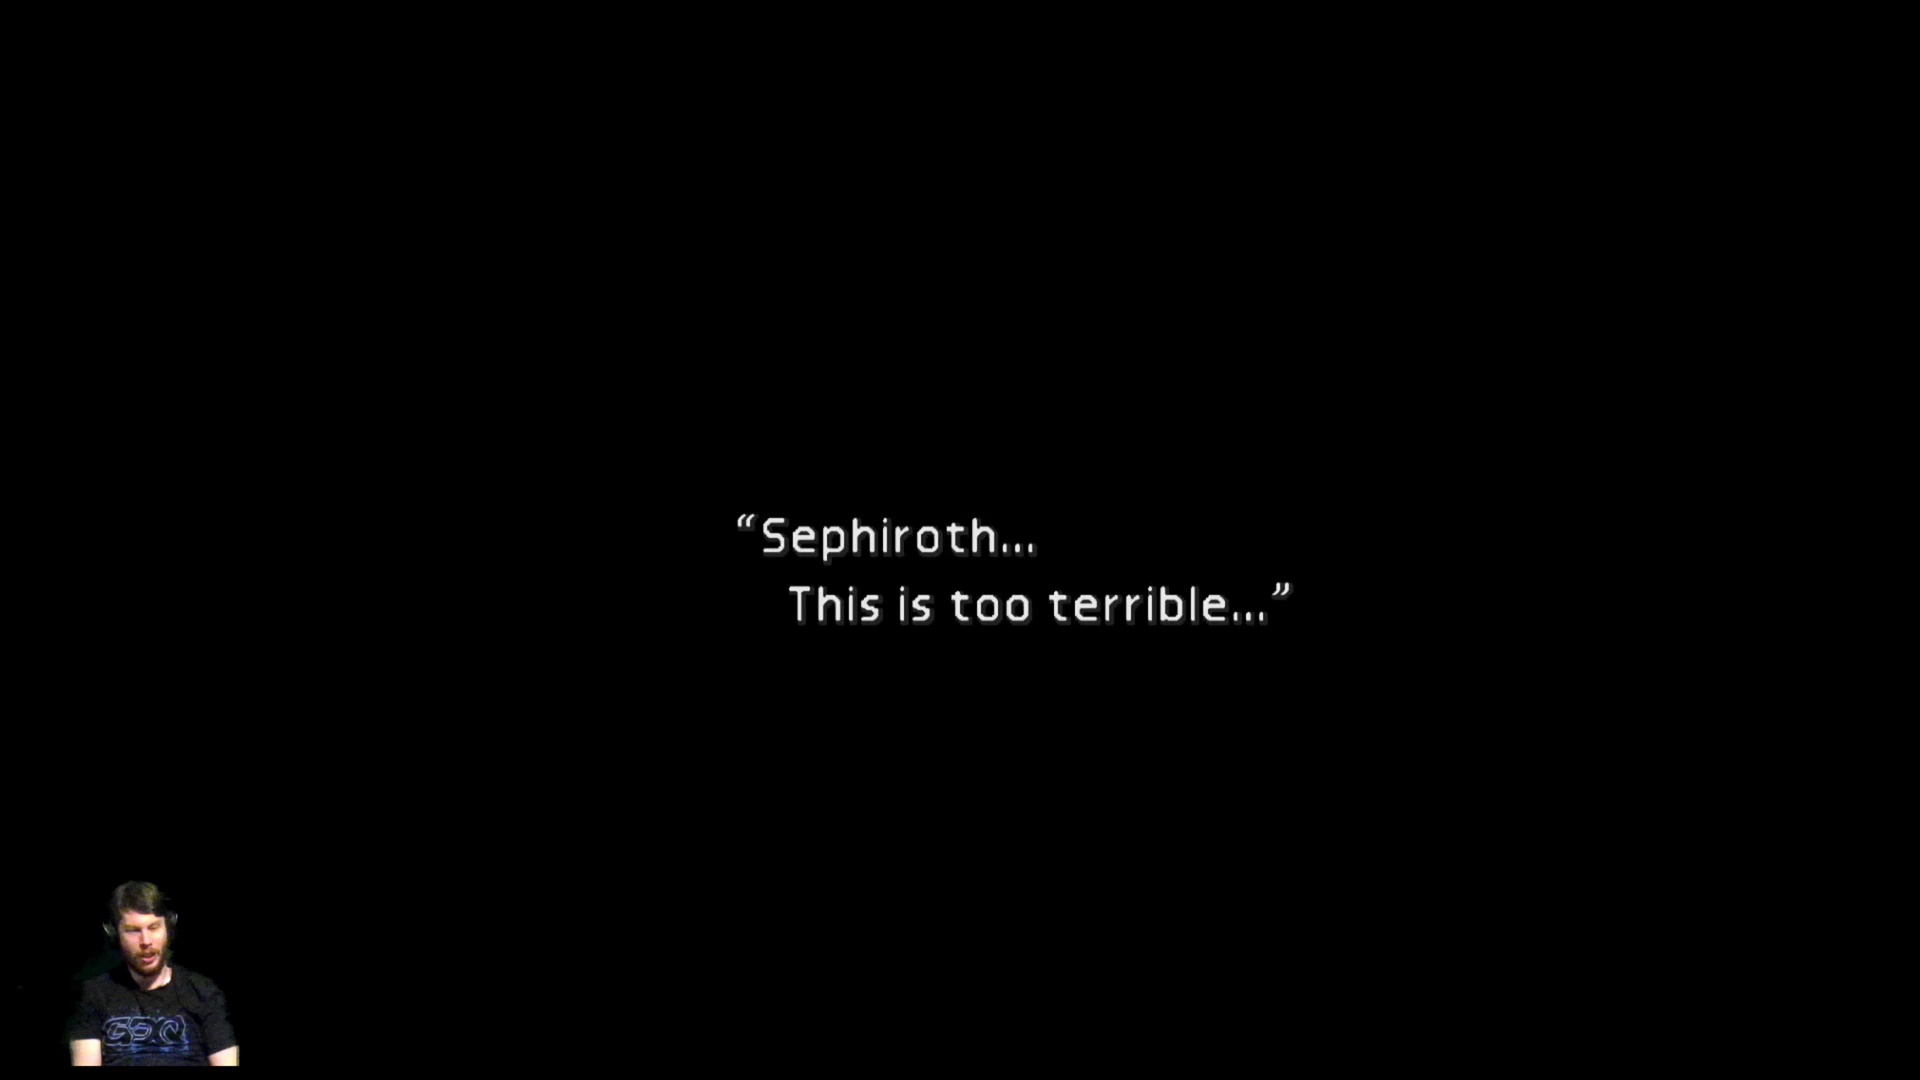 “Sephiroth...
This is too terrible...”